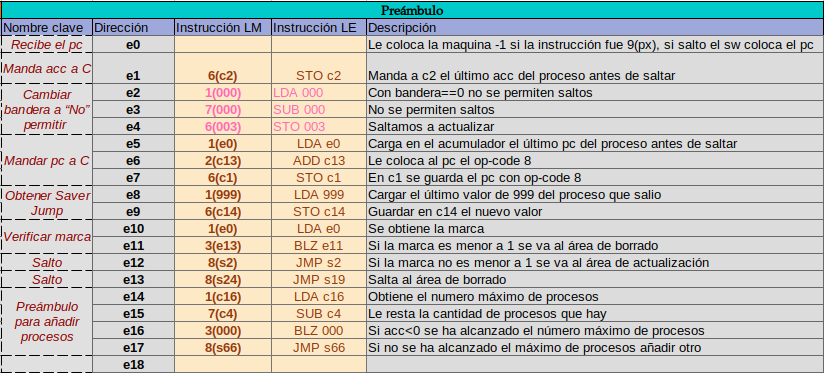 Preámbulo
Nombre clave Dirección Instrucción LM Instrucción LE Descripción
Recibe el pc e0 Le coloca la maquina -1 si la instrucción fue 9(px), si salto el sw coloca el pc
Manda acc a C e1 6(c2) STO c2 Manda a c2 el último acc del proceso antes de saltar
Cambiar bandera a “No” permitir e2 1(000) LDA 000 Con bandera==0 no se permiten saltos
e3 7(000) SUB 000 No se permiten saltos
e4 6(003) STO 003 Saltamos a actualizar
Mandar pc a C e5 1(e0) LDA e0 Carga en el acumulador el último pc del proceso antes de saltar
e6 2(c13) ADD c13 Le coloca al pc el op-code 8
e7 6(c1) STO c1 En c1 se guarda el pc con op-code 8
Obtener Saver Jump e8 1(999) LDA 999 Cargar el último valor de 999 del proceso que salio
e9 6(c14) STO c14 Guardar en c14 el nuevo valor
Verificar marca e10 1(e0) LDA e0 Se obtiene la marca
e11 3(e13) BLZ e11 Si la marca es menor a 1 se va al área de borrado
Salto e12 8(s2) JMP s2 Si la marca no es menor a 1 se va al área de actualización
Salto e13 8(s24) JMP s19 Salta al área de borrado
Preámbulo para añadir procesos e14 1(c16) LDA c16 Obtiene el numero máximo de procesos
e15 7(c4) SUB c4 Le resta la cantidad de procesos que hay
e16 3(000) BLZ 000 Si acc<0 se ha alcanzado el número máximo de procesos
e17 8(s66) JMP s66 Si no se ha alcanzado el máximo de procesos añadir otro
e18